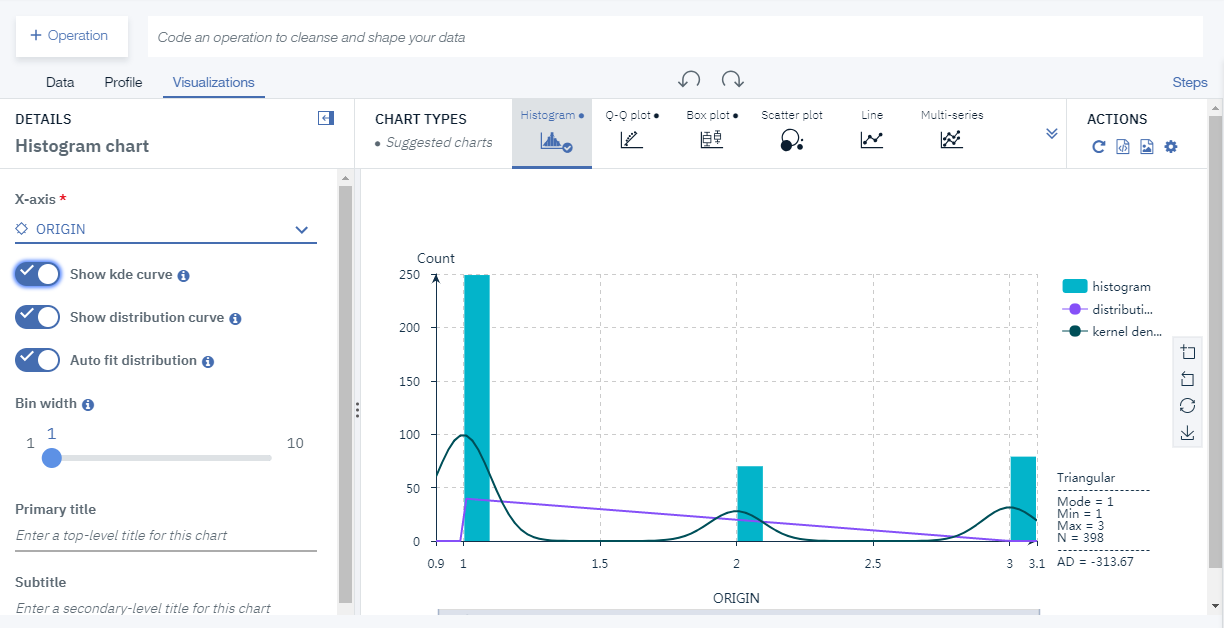 + Operation
Code an operation to cleanse and shape your data
Data Profile Visualizations
Steps
DETAILS
Histogram chart
CHART TYPES
• Suggested charts
Histogram •
Q-Q plot •
Box plot •
Scatter plot
Line
Multi-series
ACTIONS
X-axis *
ORIGIN
Show kde curve
Show distribution curve
Auto fit distribution
Bin width
1
1
10
Primary title
Enter a top-level title for this chart
Subtitle
Enter a secondary-level title for this chart
Count
250
200
150
100
50
0
0.9 1 1.5 2 2.5 3 3.1
ORIGIN
histogram
distributi...
kernel den...
Triangular
Mode = 1
Min = 1
Max = 3
N = 398
AD = -313.67